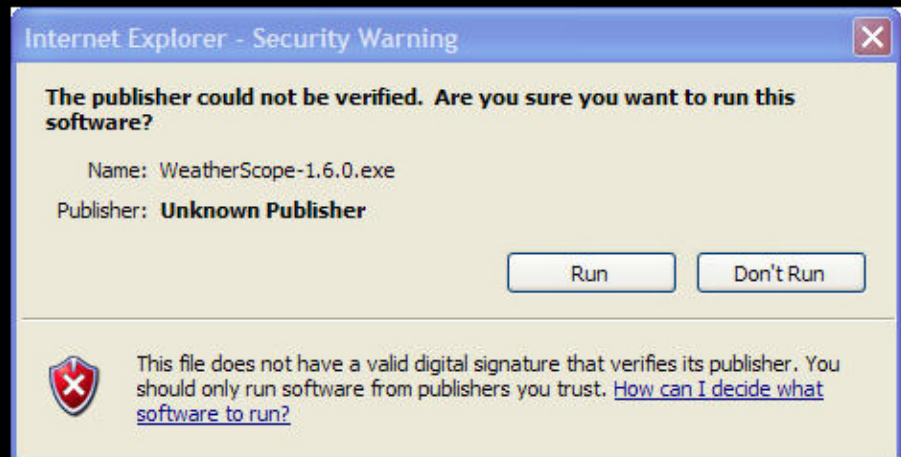 Internet Explorer - Security Warning
The publisher could not be verified. Are you sure you want to run this
software?
Name: WeatherScope-1.6.0.exe
Publisher: Unknown Publisher
Run Don't Run
This file does not have a valid digital signature that verifies its publisher. You
should only run software from publishers you trust. How can I decide what
software to run?